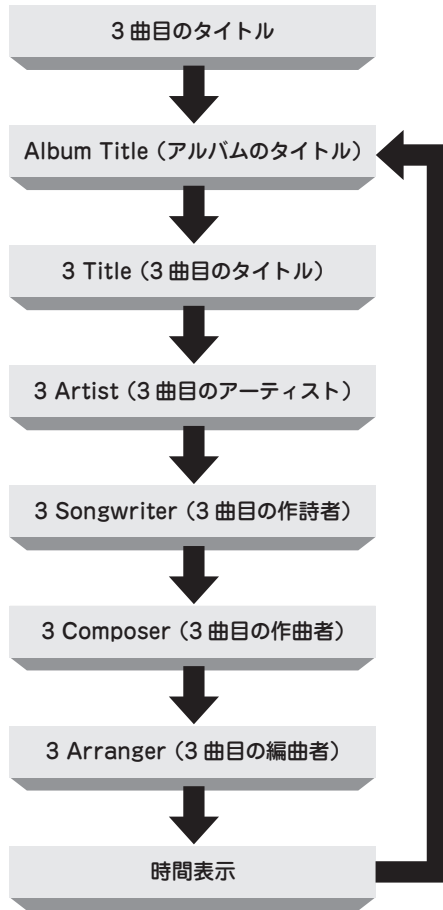 3曲目のタイトル
Album Title（アルバムのタイトル）
3 Title（3曲目のタイトル）
3 Artist（3曲目のアーティスト）
3 Songwriter（3曲目の作詩者）
3 Composer（3曲目の作曲者）
3 Arranger（3曲目の編曲者）
時間表示